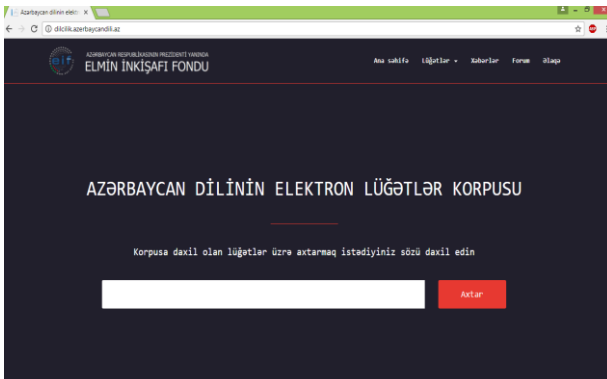 Azərbaycan dilinin elekt
dilcilik.azerbaycandili.az
eif
AZƏRBAYCAN RESPUBLİKASININ PREZİDENTİ YANINDA
ELMİN İNKİŞAFI FONDU
Ana səhifə Lüğətlər Xəbərlər Forum Əlaqə
AZƏRBAYCAN DİLİNİN ELEKTRON LÜĞƏTLƏR KORPUSU
Korpusa daxil olan lüğətlər üzrə axtarmaq istədiyiniz sözü daxil edin
Axtar